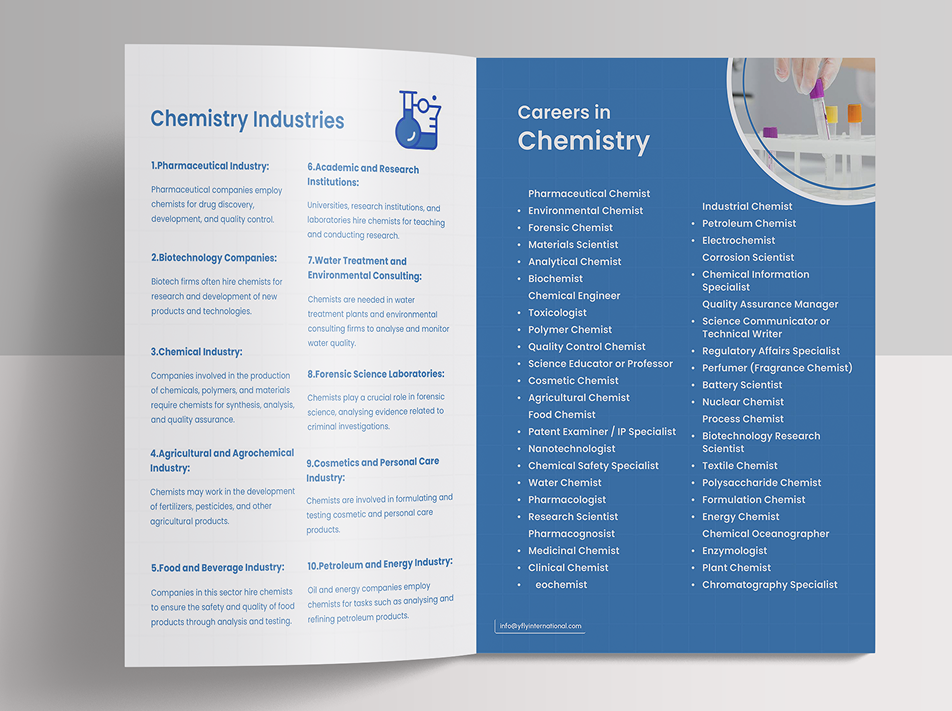 Chemistry Industries
1.Pharmaceutical Industry:
Pharmaceutical companies employ
chemists for drug discovery,
development, and quality control.
2.Biotechnology Companies:
Biotech firms often hire chemists for
research and development of new
products and technologies.
3.Chemical Industry:
Companies involved in the production
of chemicals, polymers, and materials
require chemists for synthesis, analysis,
and quality assurance.
4.Agricultural and Agrochemical
Industry:
Chemists may work in the development
of fertilizers, pesticides, and other
agricultural products.
5.Food and Beverage Industry:
Companies in this sector hire chemists
to ensure the safety and quality of food
products through analysis and testing.
6.Academic and Research
Institutions:
Universities, research institutions, and
laboratories hire chemists for teaching
and conducting research.
7.Water Treatment and
Environmental Consulting:
Chemists are needed in water
treatment plants and environmental
consulting firms to analyse and monitor
water quality.
8.Forensic Science Laboratories:
Chemists play a crucial role in forensic
science, analysing evidence related to
criminal investigations.
9.Cosmetics and Personal Care
Industry:
Chemists are involved in formulating and
testing cosmetic and personal care
products.
10.Petroleum and Energy Industry:
Oil and energy companies employ
chemists for tasks such as analysing and
refining petroleum products.
Careers in
Chemistry
Pharmaceutical Chemist
• Environmental Chemist
• Forensic Chemist
• Materials Scientist
• Analytical Chemist
• Biochemist
Chemical Engineer
• Toxicologist
• Polymer Chemist
• Quality Control Chemist
• Science Educator or Professor
• Cosmetic Chemist
• Agricultural Chemist
Food Chemist
• Patent Examiner / IP Specialist
• Nanotechnologist
• Chemical Safety Specialist
• Water Chemist
• Pharmacologist
• Research Scientist
Pharmacognosist
• Medicinal Chemist
• Clinical Chemist
• eochemist
Industrial Chemist
• Petroleum Chemist
• Electrochemist
Corrosion Scientist
• Chemical Information
Specialist
Quality Assurance Manager
• Science Communicator or
Technical Writer
• Regulatory Affairs Specialist
• Perfumer (Fragrance Chemist)
• Battery Scientist
• Nuclear Chemist
Process Chemist
• Biotechnology Research
Scientist
• Textile Chemist
• Polysaccharide Chemist
• Formulation Chemist
• Energy Chemist
Chemical Oceanographer
• Enzymologist
• Plant Chemist
• Chromatography Specialist
info@yflyinternational.com